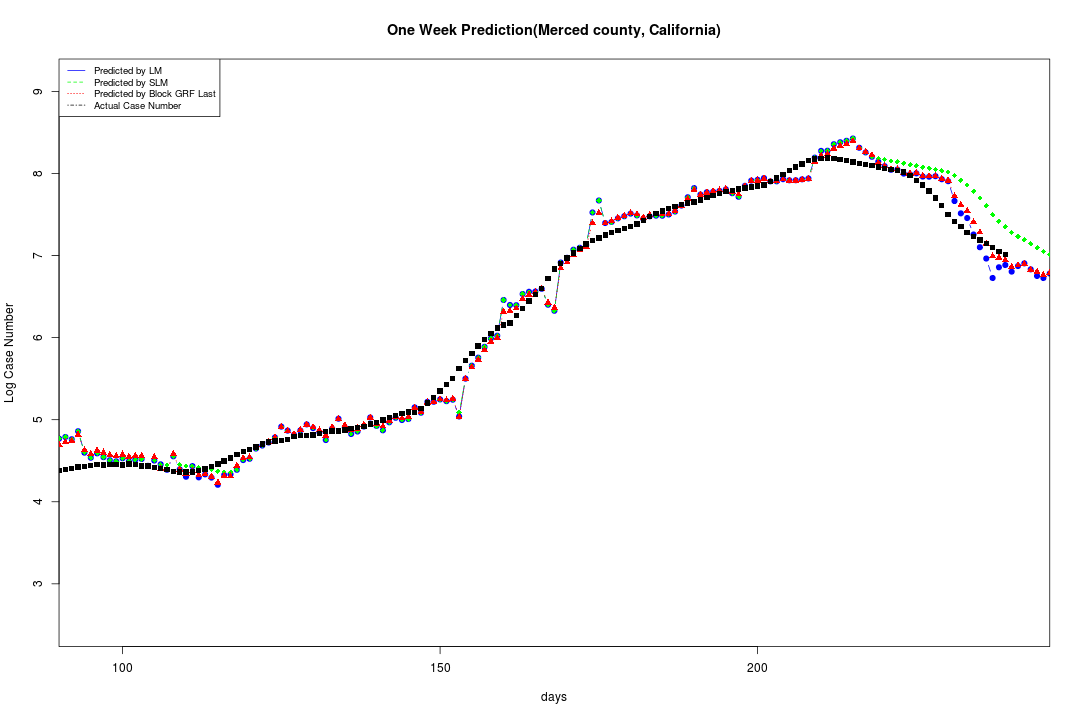 One Week Prediction(Merced county, California)
Predicted by LM
Predicted by SLM
Predicted by Block GRF Last
Actual Case Number
9
8
7
6
5
4
3
Log Case Number
100 150 200
days